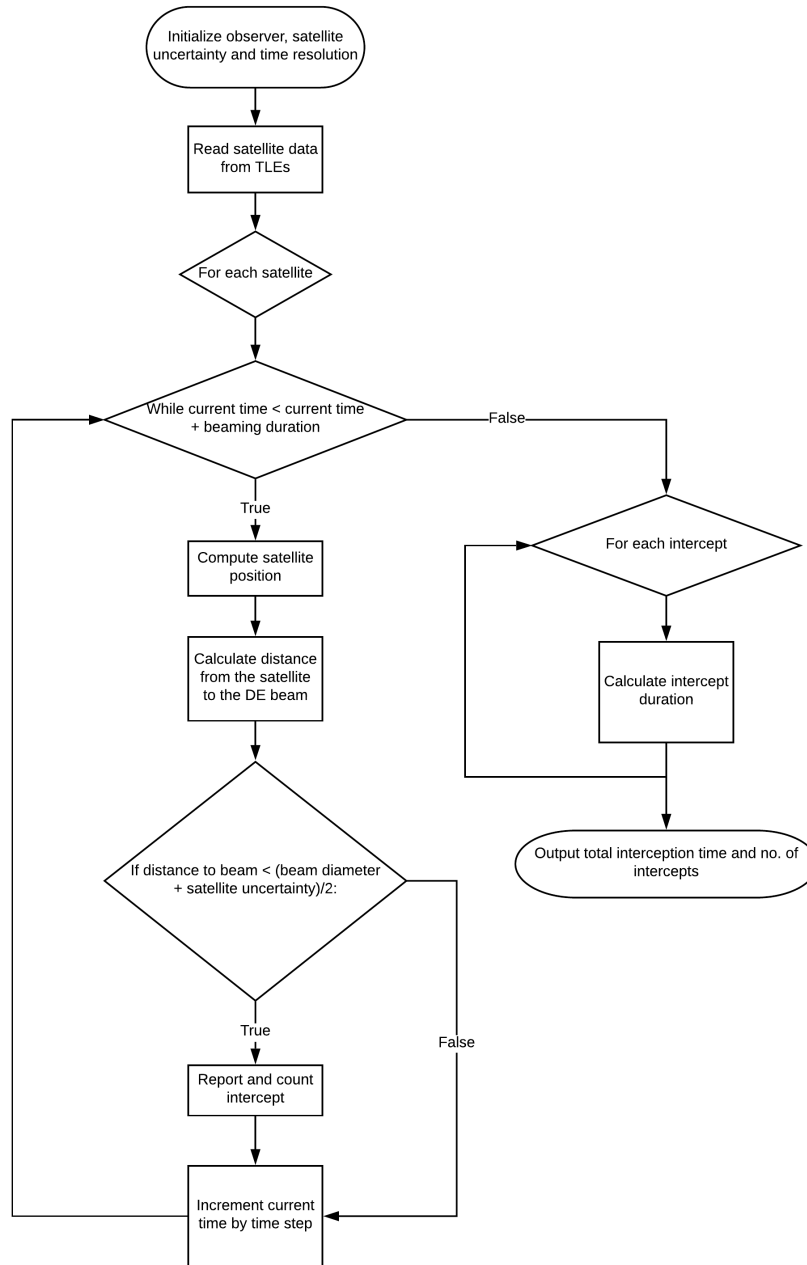 Initialize observer, satellite
uncertainty and time resolution
Read satellite data
from TLEs
For each satellite
While current time < current time
+ beaming duration
False
True
Compute satellite
position
For each intercept
Calculate distance
from the satellite
to the DE beam
Calculate intercept
duration
If distance to beam < (beam diameter
+ satellite uncertainty)/2:
Output total interception time and no. of
intercepts
True
False
Report and count
intercept
Increment current
time by time step